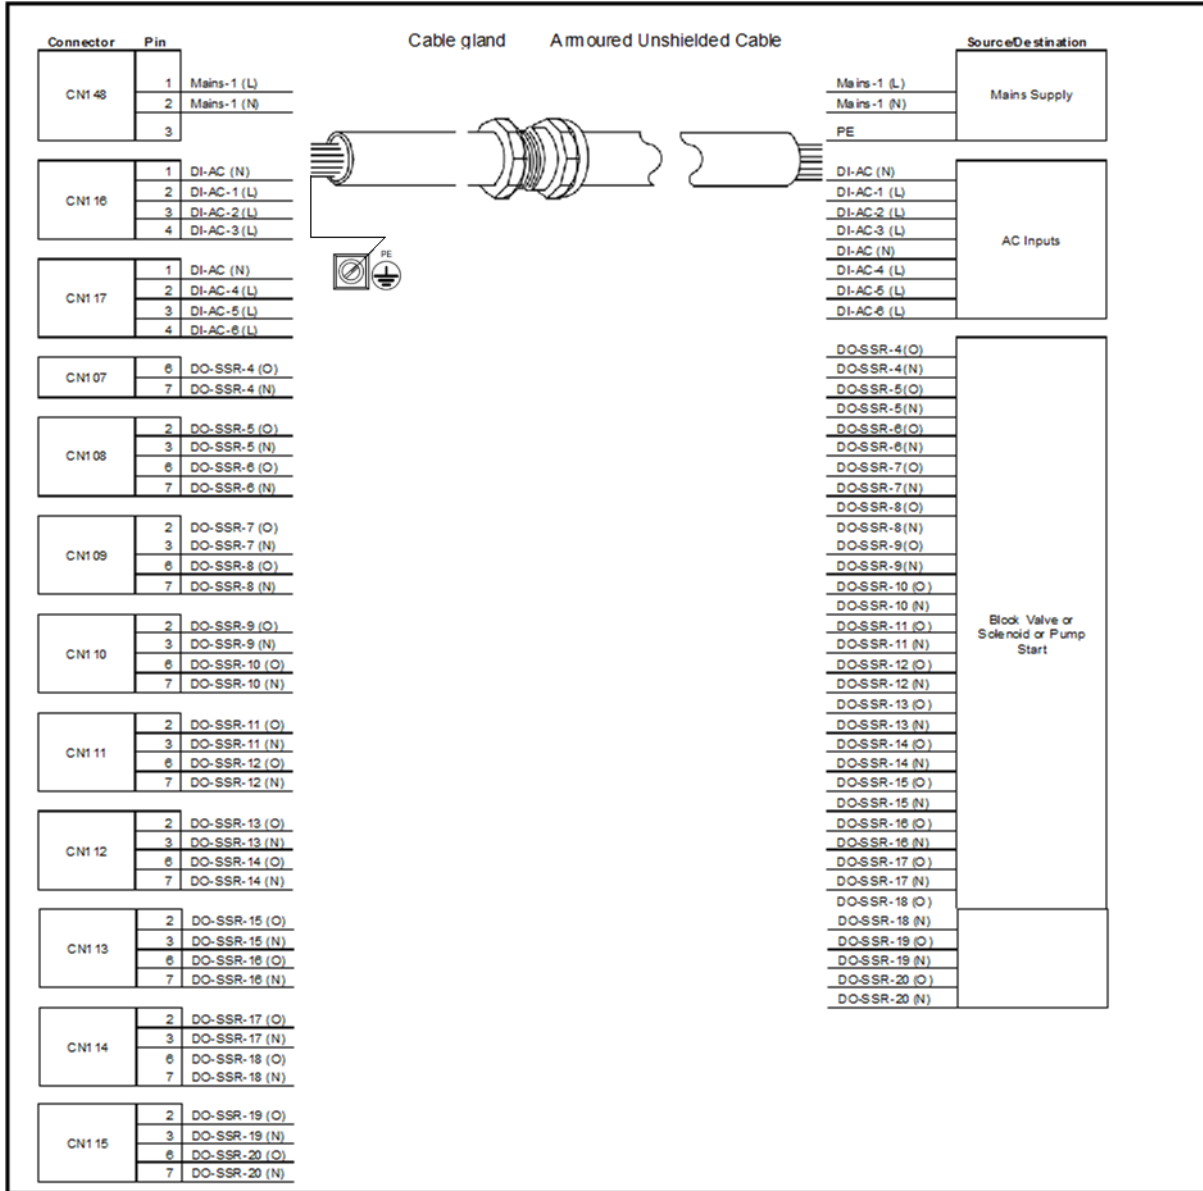 Cable gland Armoured Unshielded Cable
Connector Pin
CN148
1 Mains-1 (L)
2 Mains-1 (N)
3
CN116
1 DI-AC (N)
2 DI-AC-1 (L)
3 DI-AC-2 (L)
4 DI-AC-3 (L)
CN117
1 DI-AC (N)
2 DI-AC-4 (L)
3 DI-AC-5 (L)
4 DI-AC-6 (L)
CN107
6 DO-SSR-4 (O)
7 DO-SSR-4 (N)
CN108
2 DO-SSR-5 (O)
3 DO-SSR-5 (N)
6 DO-SSR-6 (O)
7 DO-SSR-6 (N)
CN109
2 DO-SSR-7 (O)
3 DO-SSR-7 (N)
6 DO-SSR-8 (O)
7 DO-SSR-8 (N)
CN110
2 DO-SSR-9 (O)
3 DO-SSR-9 (N)
6 DO-SSR-10 (O)
7 DO-SSR-10 (N)
CN111
2 DO-SSR-11 (O)
3 DO-SSR-11 (N)
6 DO-SSR-12 (O)
7 DO-SSR-12 (N)
CN112
2 DO-SSR-13 (O)
3 DO-SSR-13 (N)
6 DO-SSR-14 (O)
7 DO-SSR-14 (N)
CN113
2 DO-SSR-15 (O)
3 DO-SSR-15 (N)
6 DO-SSR-16 (O)
7 DO-SSR-16 (N)
CN114
2 DO-SSR-17 (O)
3 DO-SSR-17 (N)
6 DO-SSR-18 (O)
7 DO-SSR-18 (N)
CN115
2 DO-SSR-19 (O)
3 DO-SSR-19 (N)
6 DO-SSR-20 (O)
7 DO-SSR-20 (N)
PE
Source/Destination
Mains-1 (L)
Mains-1 (N)
PE
Mains Supply
DI-AC (N)
DI-AC-1 (L)
DI-AC-2 (L)
DI-AC-3 (L)
DI-AC (N)
DI-AC-4 (L)
DI-AC-5 (L)
DI-AC-6 (L)
AC Inputs
DO-SSR-4(O)
DO-SSR-4(N)
DO-SSR-5(O)
DO-SSR-5(N)
DO-SSR-6(O)
DO-SSR-6(N)
DO-SSR-7(O)
DO-SSR-7(N)
DO-SSR-8(O)
DO-SSR-8(N)
DO-SSR-9(O)
DO-SSR-9(N)
DO-SSR-10 (O)
DO-SSR-10 (N)
DO-SSR-11 (O)
DO-SSR-11 (N)
DO-SSR-12 (O)
DO-SSR-12 (N)
DO-SSR-13 (O)
DO-SSR-13 (N)
DO-SSR-14 (O)
DO-SSR-14 (N)
DO-SSR-15 (O)
DO-SSR-15 (N)
DO-SSR-16 (O)
DO-SSR-16 (N)
DO-SSR-17 (O)
DO-SSR-17 (N)
DO-SSR-18 (O)
DO-SSR-18 (N)
DO-SSR-19 (O)
DO-SSR-19 (N)
DO-SSR-20 (O)
DO-SSR-20 (N)
Block Valve or
Solenoid or Pump
Start